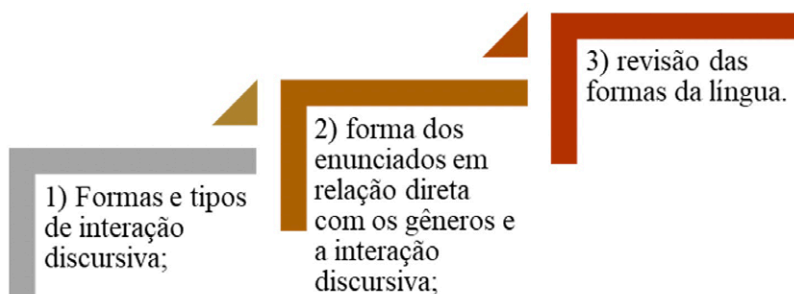 1) Formas e tipos
de interação
discursiva;
2) forma dos
enunciados em
relação direta
com os gêneros e
a interação
discursiva;
3) revisão das
formas da língua.